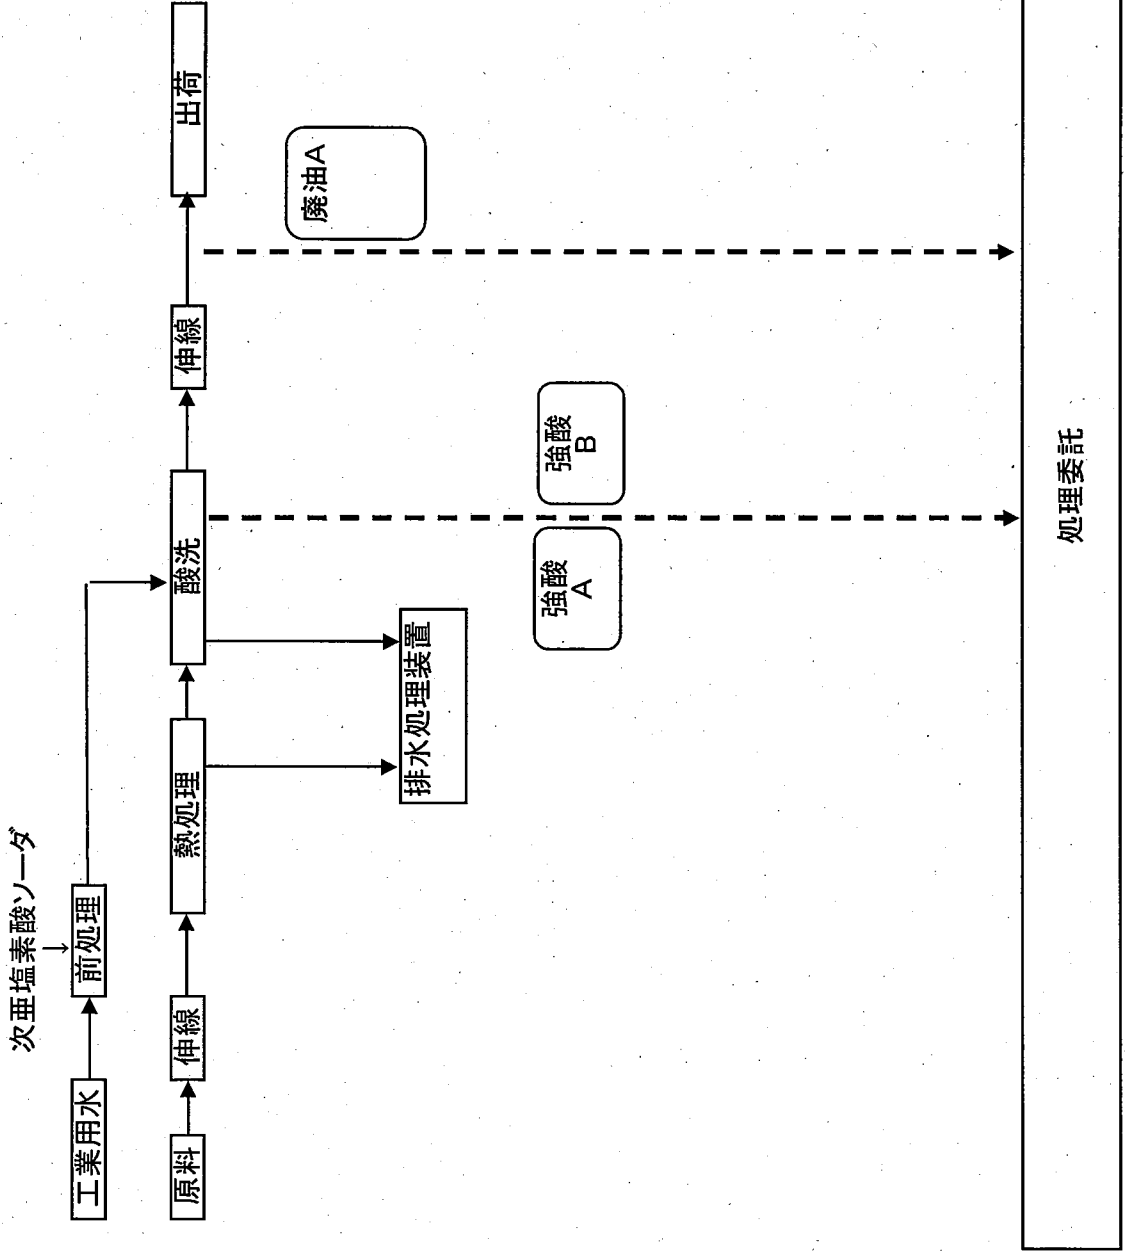 次亜塩素酸ソーダ
工業用水
前処理
原料
伸線
熱処理
酸洗
伸線
出荷
排水処理装置
強酸
A
強酸
B
廃油A
処理委託